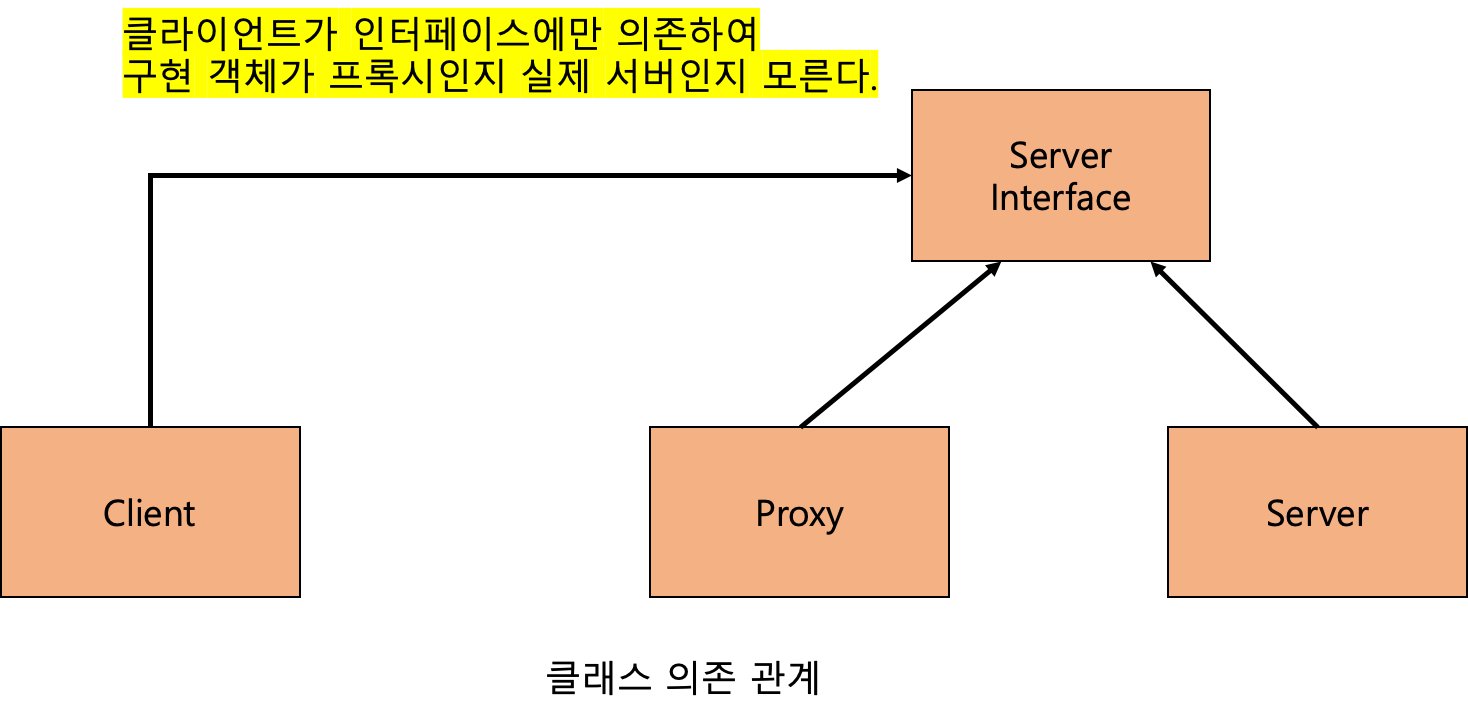 클라이언트가 인터페이스에만 의존하여
구현 객체가 프록시인지 실제 서버인지 모른다.
Server
Interface
Client
Proxy
Server
클래스 의존 관계